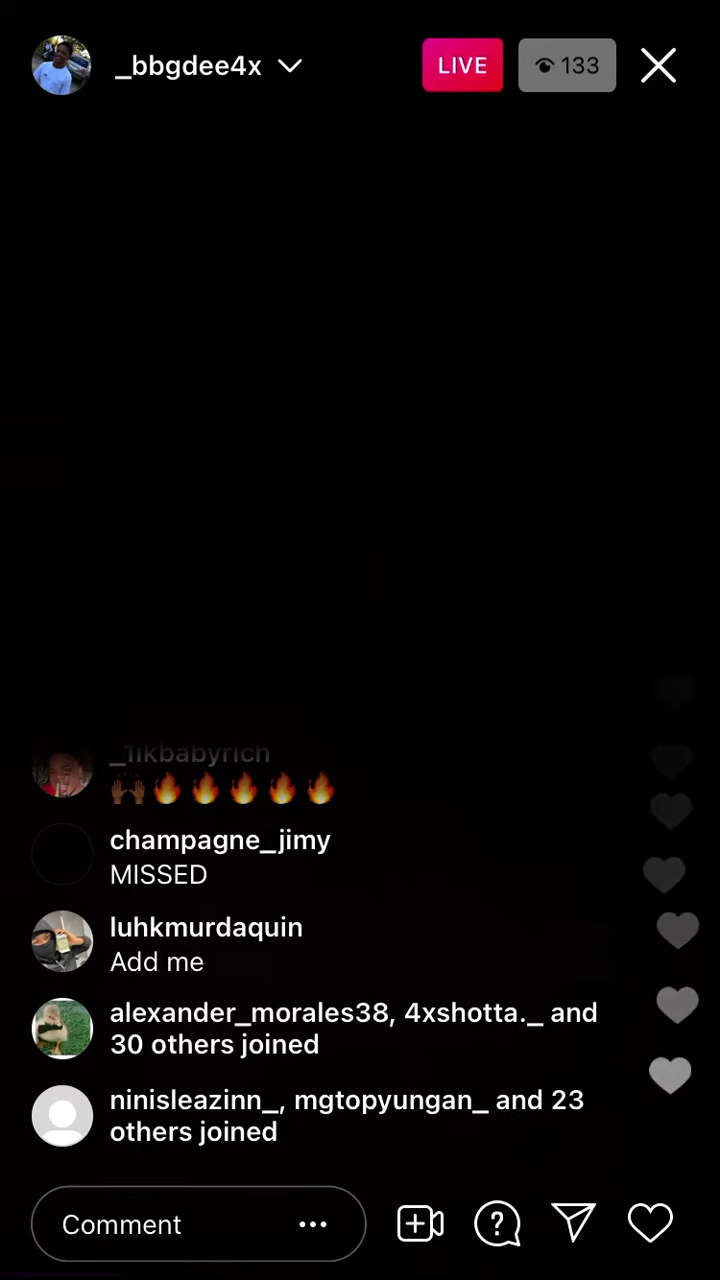 _bbgdee4x
LIVE
133
_1ikbabyrich
🙌🏾🔥🔥🔥🔥🔥
champagne_jimy
MISSED
luhkmurdaquin
Add me
alexander_morales38, 4xshotta._ and
30 others joined
ninisleazinn_, mgtopyungan_ and 23
others joined
Comment